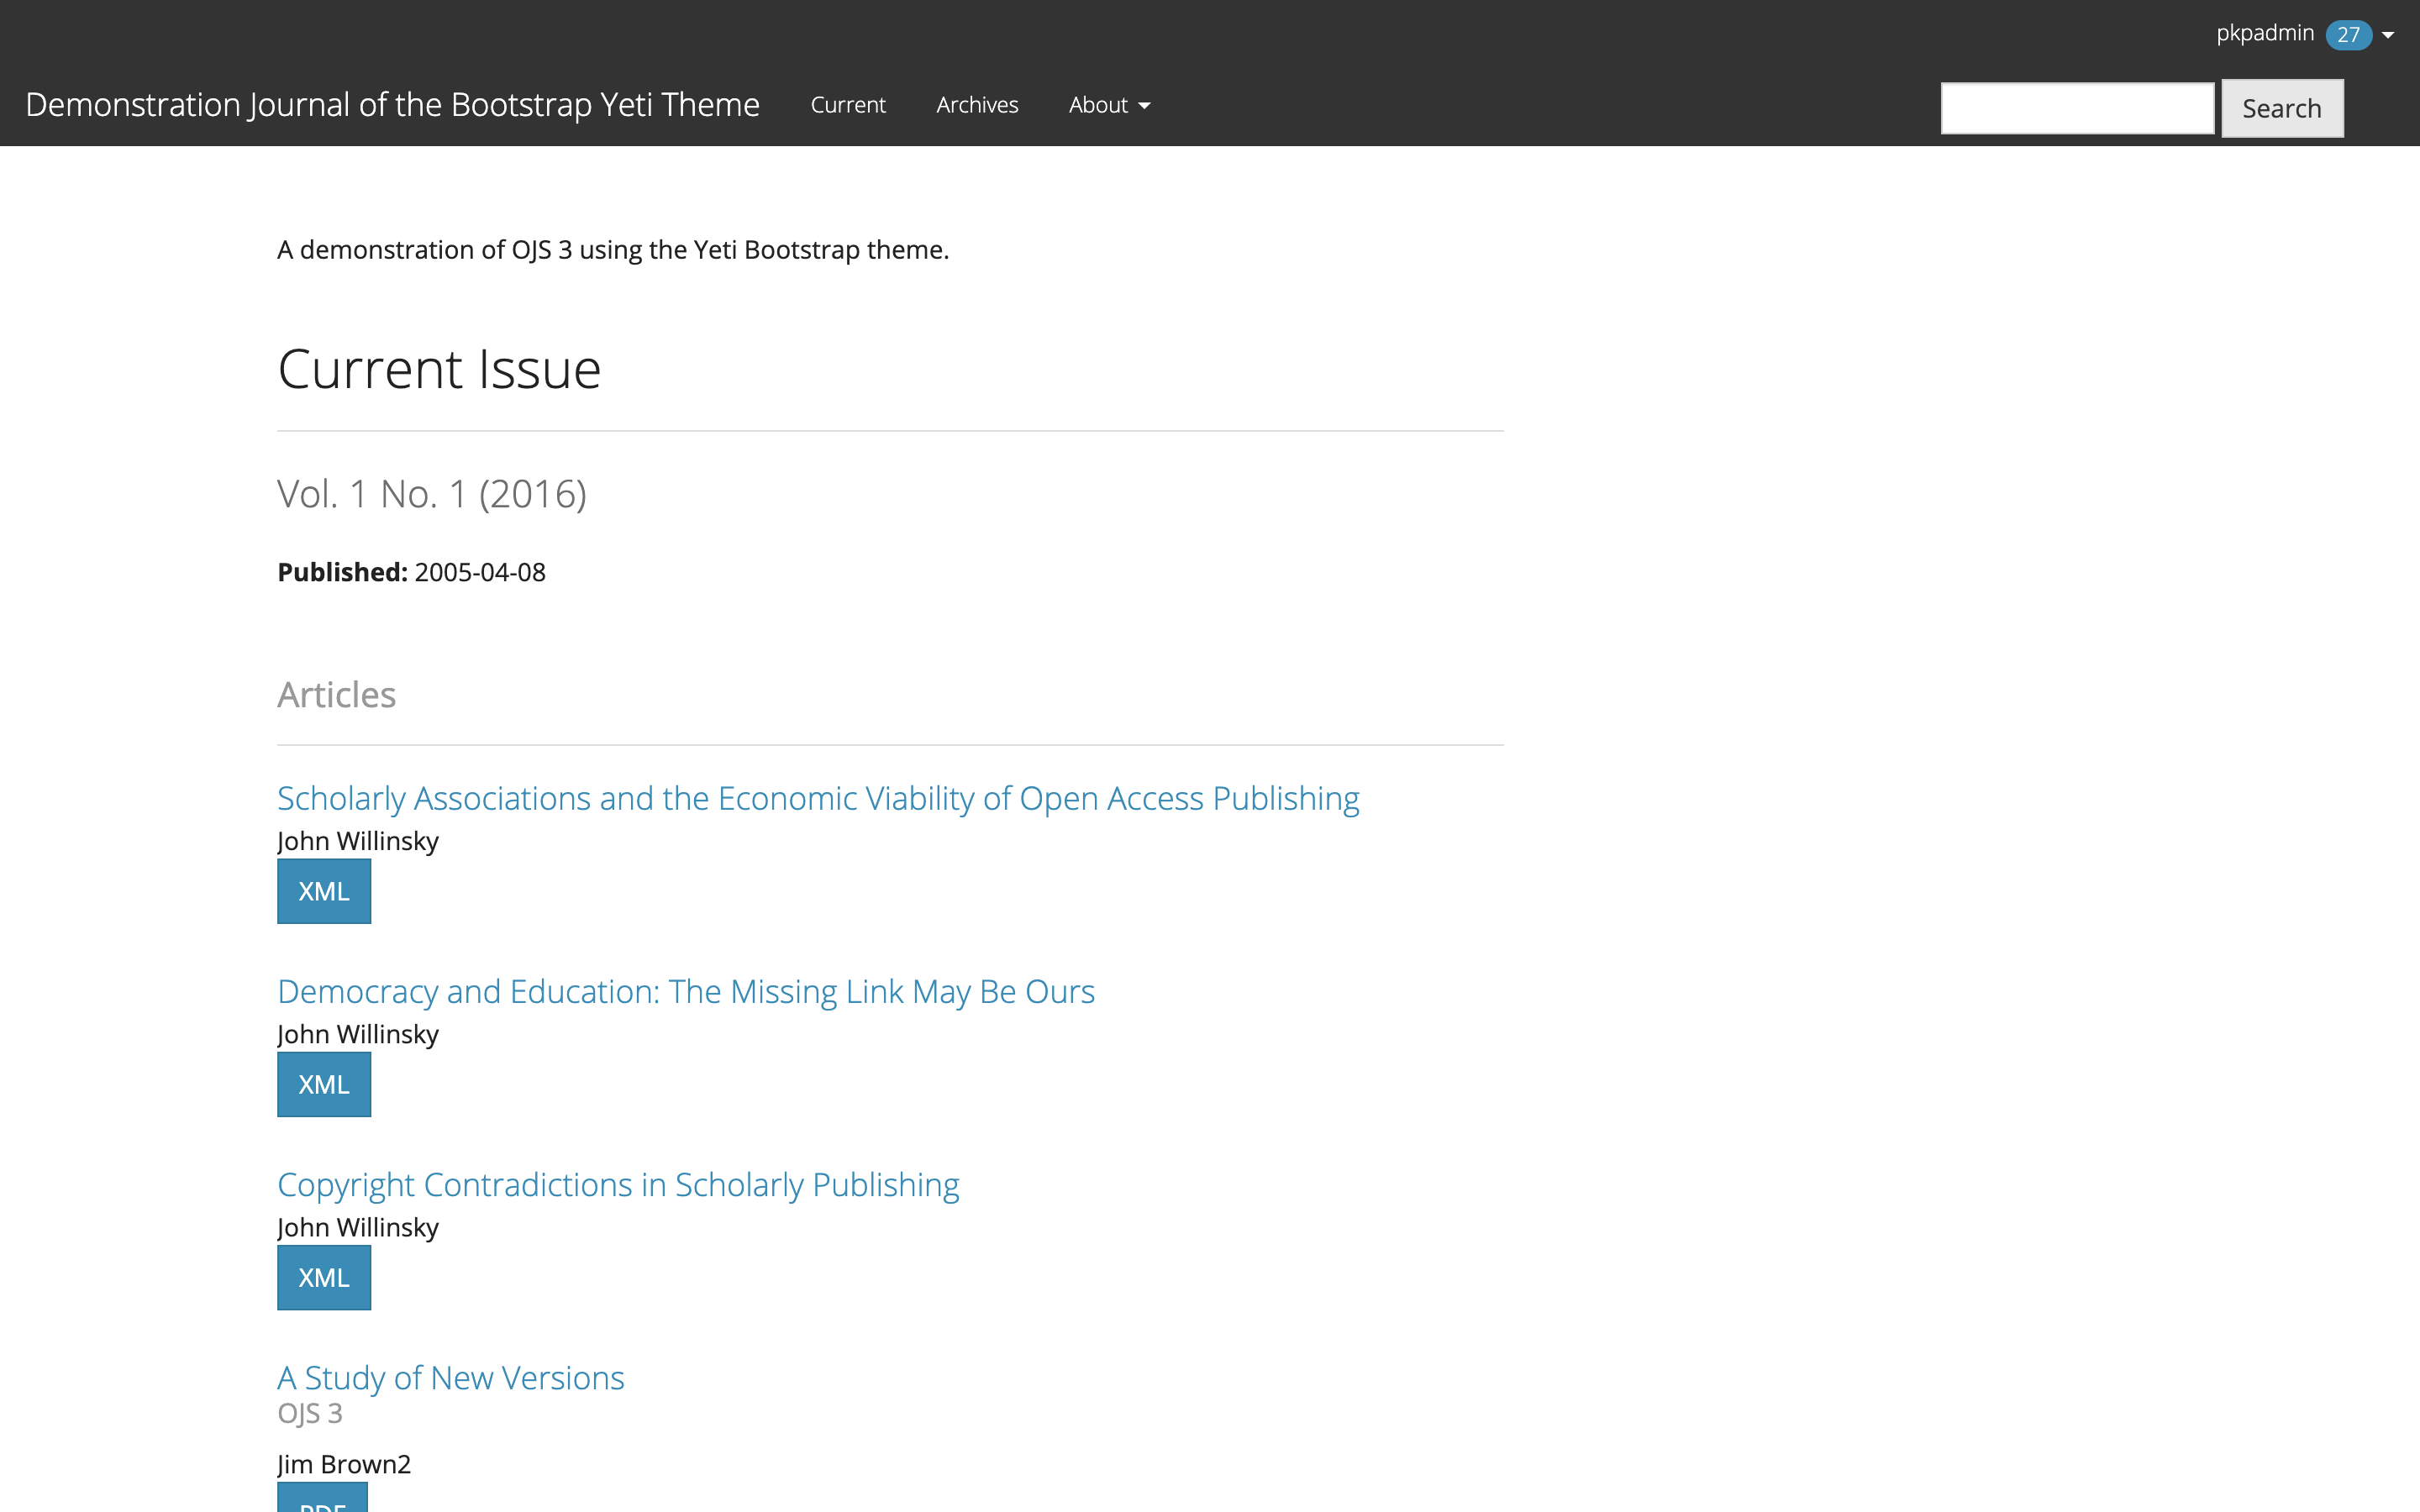 pkpadmin 27
Demonstration Journal of the Bootstrap Yeti Theme Current Archives About Search
A demonstration of OJS 3 using the Yeti Bootstrap theme.
Current Issue
Vol. 1 No. 1 (2016)
Published: 2005-04-08
Articles
Scholarly Associations and the Economic Viability of Open Access Publishing
John Willinsky
XML
Democracy and Education: The Missing Link May Be Ours
John Willinsky
XML
Copyright Contradictions in Scholarly Publishing
John Willinsky
XML
A Study of New Versions
OJS 3
Jim Brown2
PDF